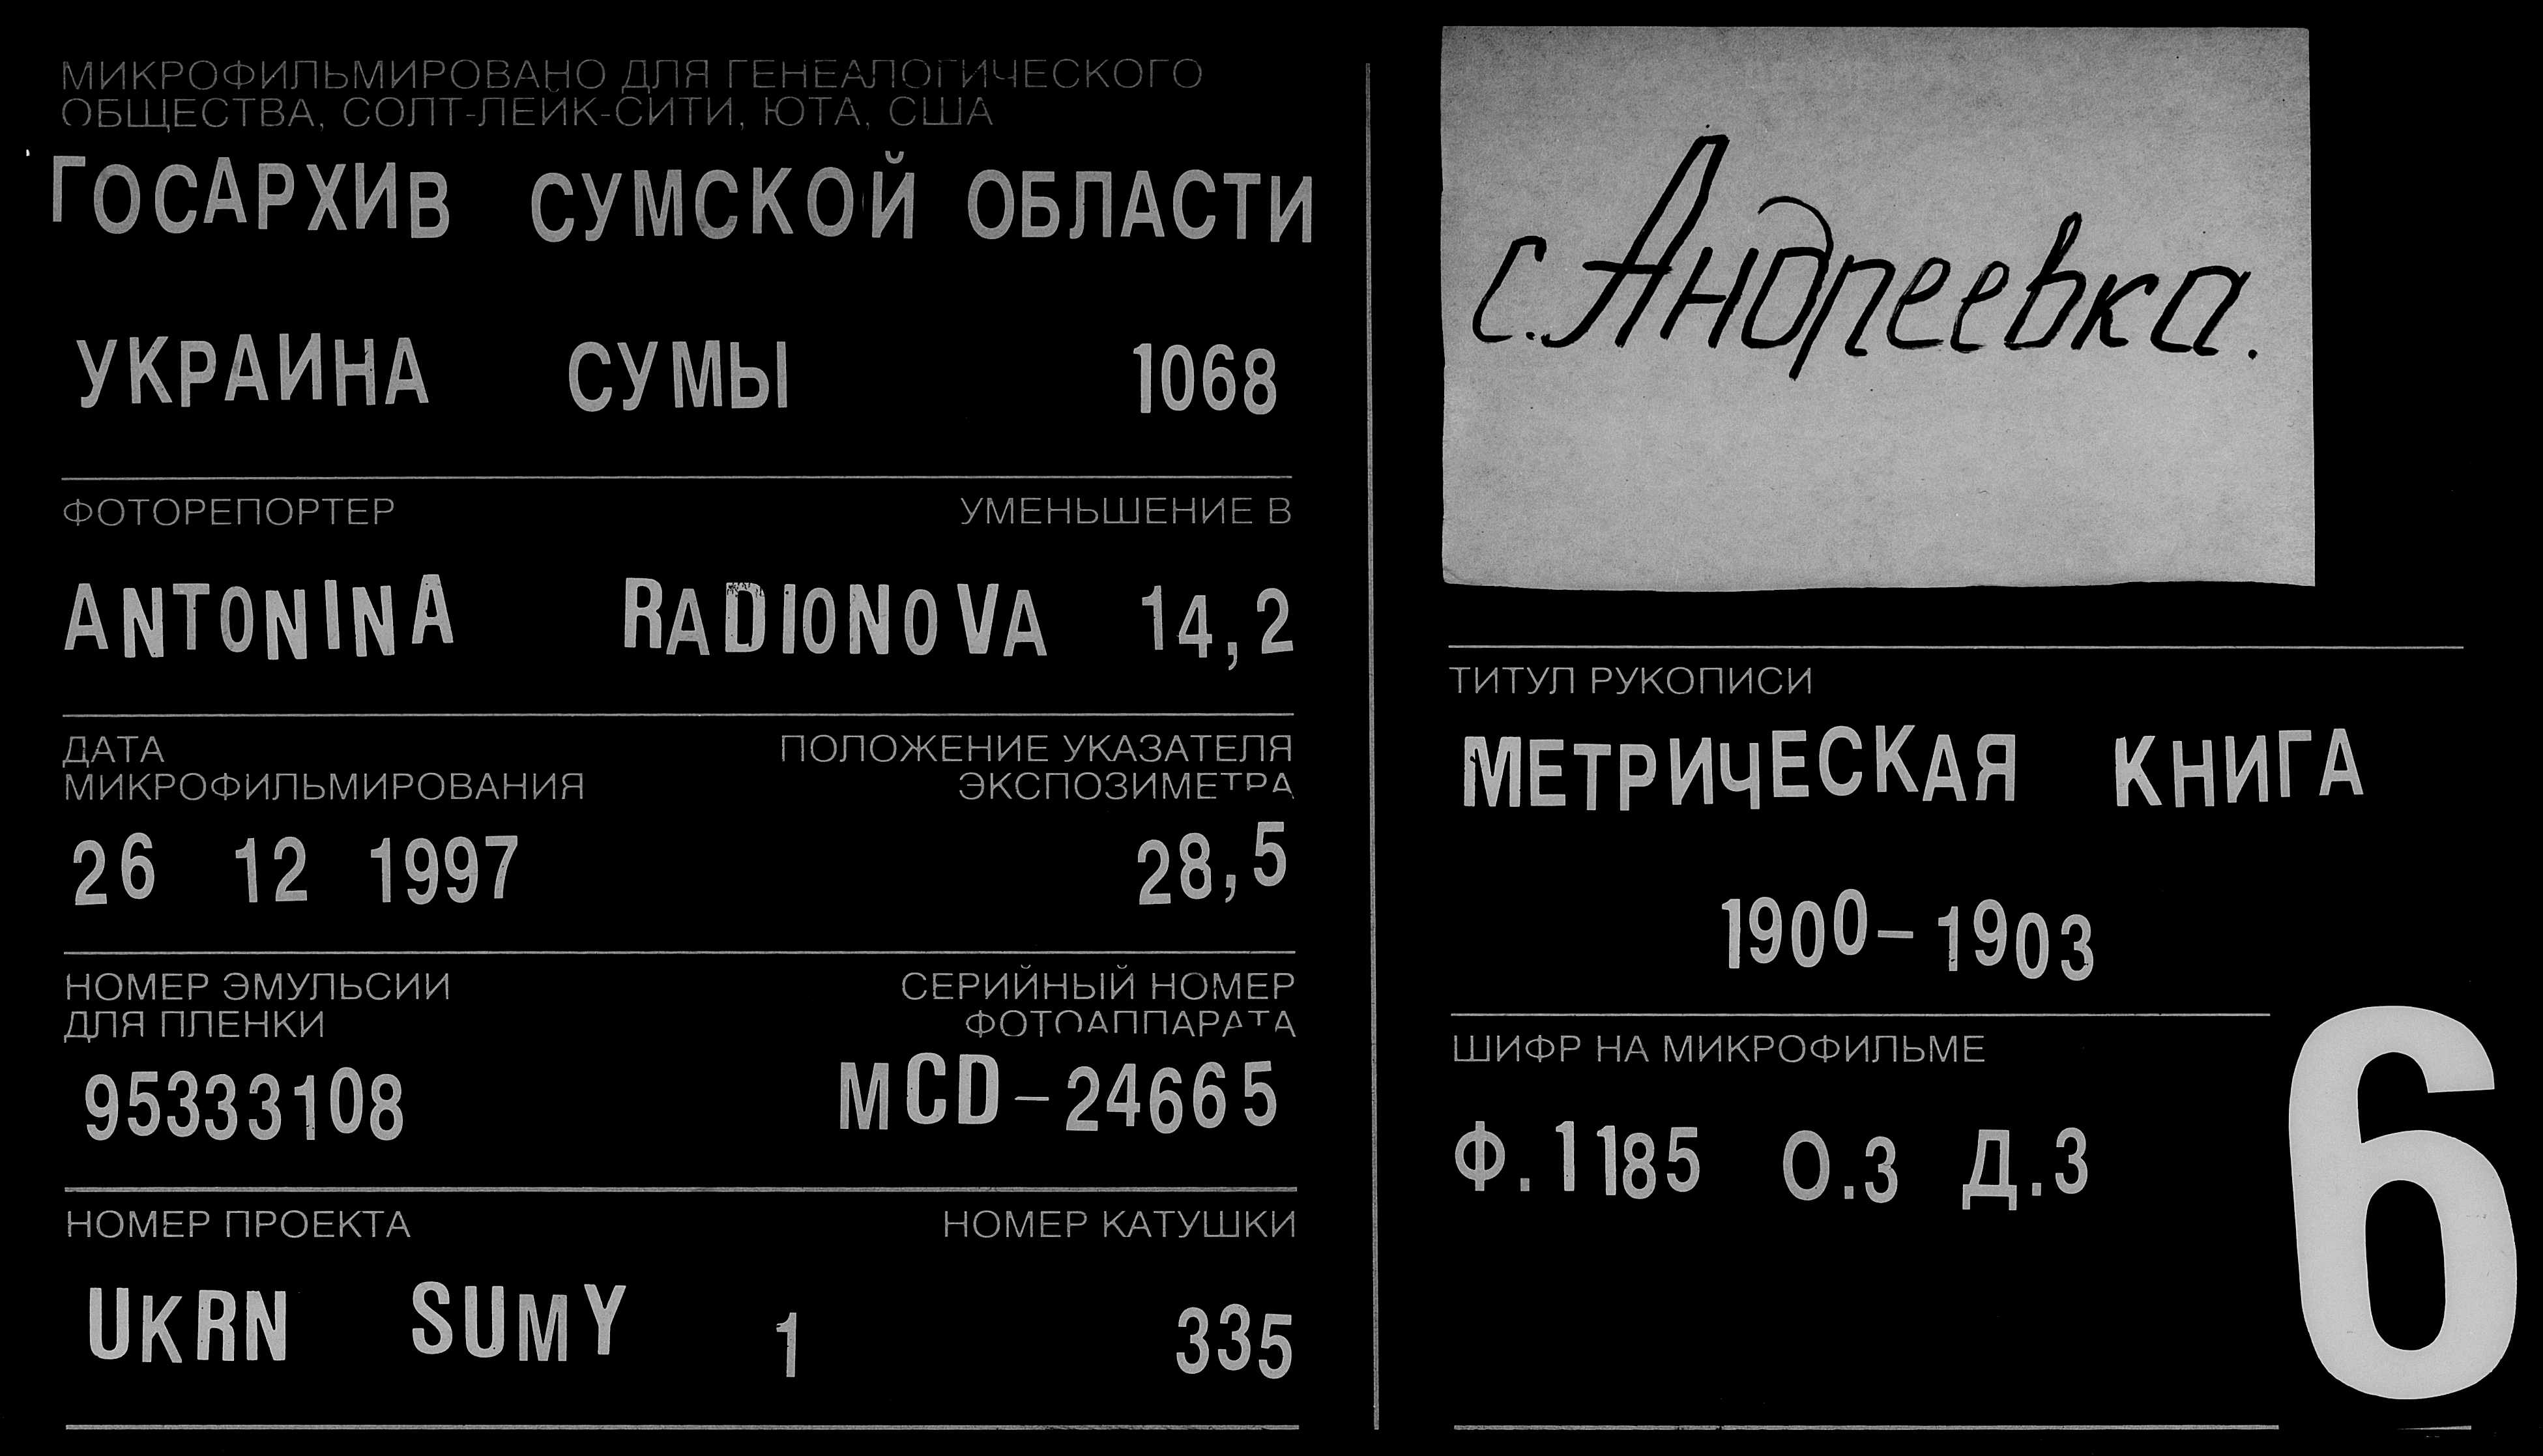 МИКРОФИЛЬМИРОВАНО ДЛЯ ГЕНЕАЛОГИЧЕСКОГО
ОБЩЕСТВА, СОЛТ-ЛЕЙК-СИТИ, ЮТА, США
ГОСАРХИВ СУМСКОЙ ОБЛАСТИ
УКРАИНА СУМЫ 1068
ФОТОРЕПОРТЕР УМЕНЬШЕНИЕ В
ANTONINA RADIONOVA 14,2
ДАТА ПОЛОЖЕНИЕ УКАЗАТЕЛЯ
МИКРОФИЛЬМИРОВАНИЯ ЭКСПОЗИМЕТРА
26 12 1997 28,5
НОМЕР ЭМУЛЬСИИ СЕРИЙНЫЙ НОМЕР
ДЛЯ ПЛЕНКИ ФОТОАППАРАТА
95333108 MCD-24665
НОМЕР ПРОЕКТА НОМЕР КАТУШКИ
UKRN SUMY 1 335
с. Андреевка.
ТИТУЛ РУКОПИСИ
МЕТРИЧЕСКАЯ КНИГА
1900-1903
ШИФР НА МИКРОФИЛЬМЕ
Ф.1185 О.3 Д.3
6